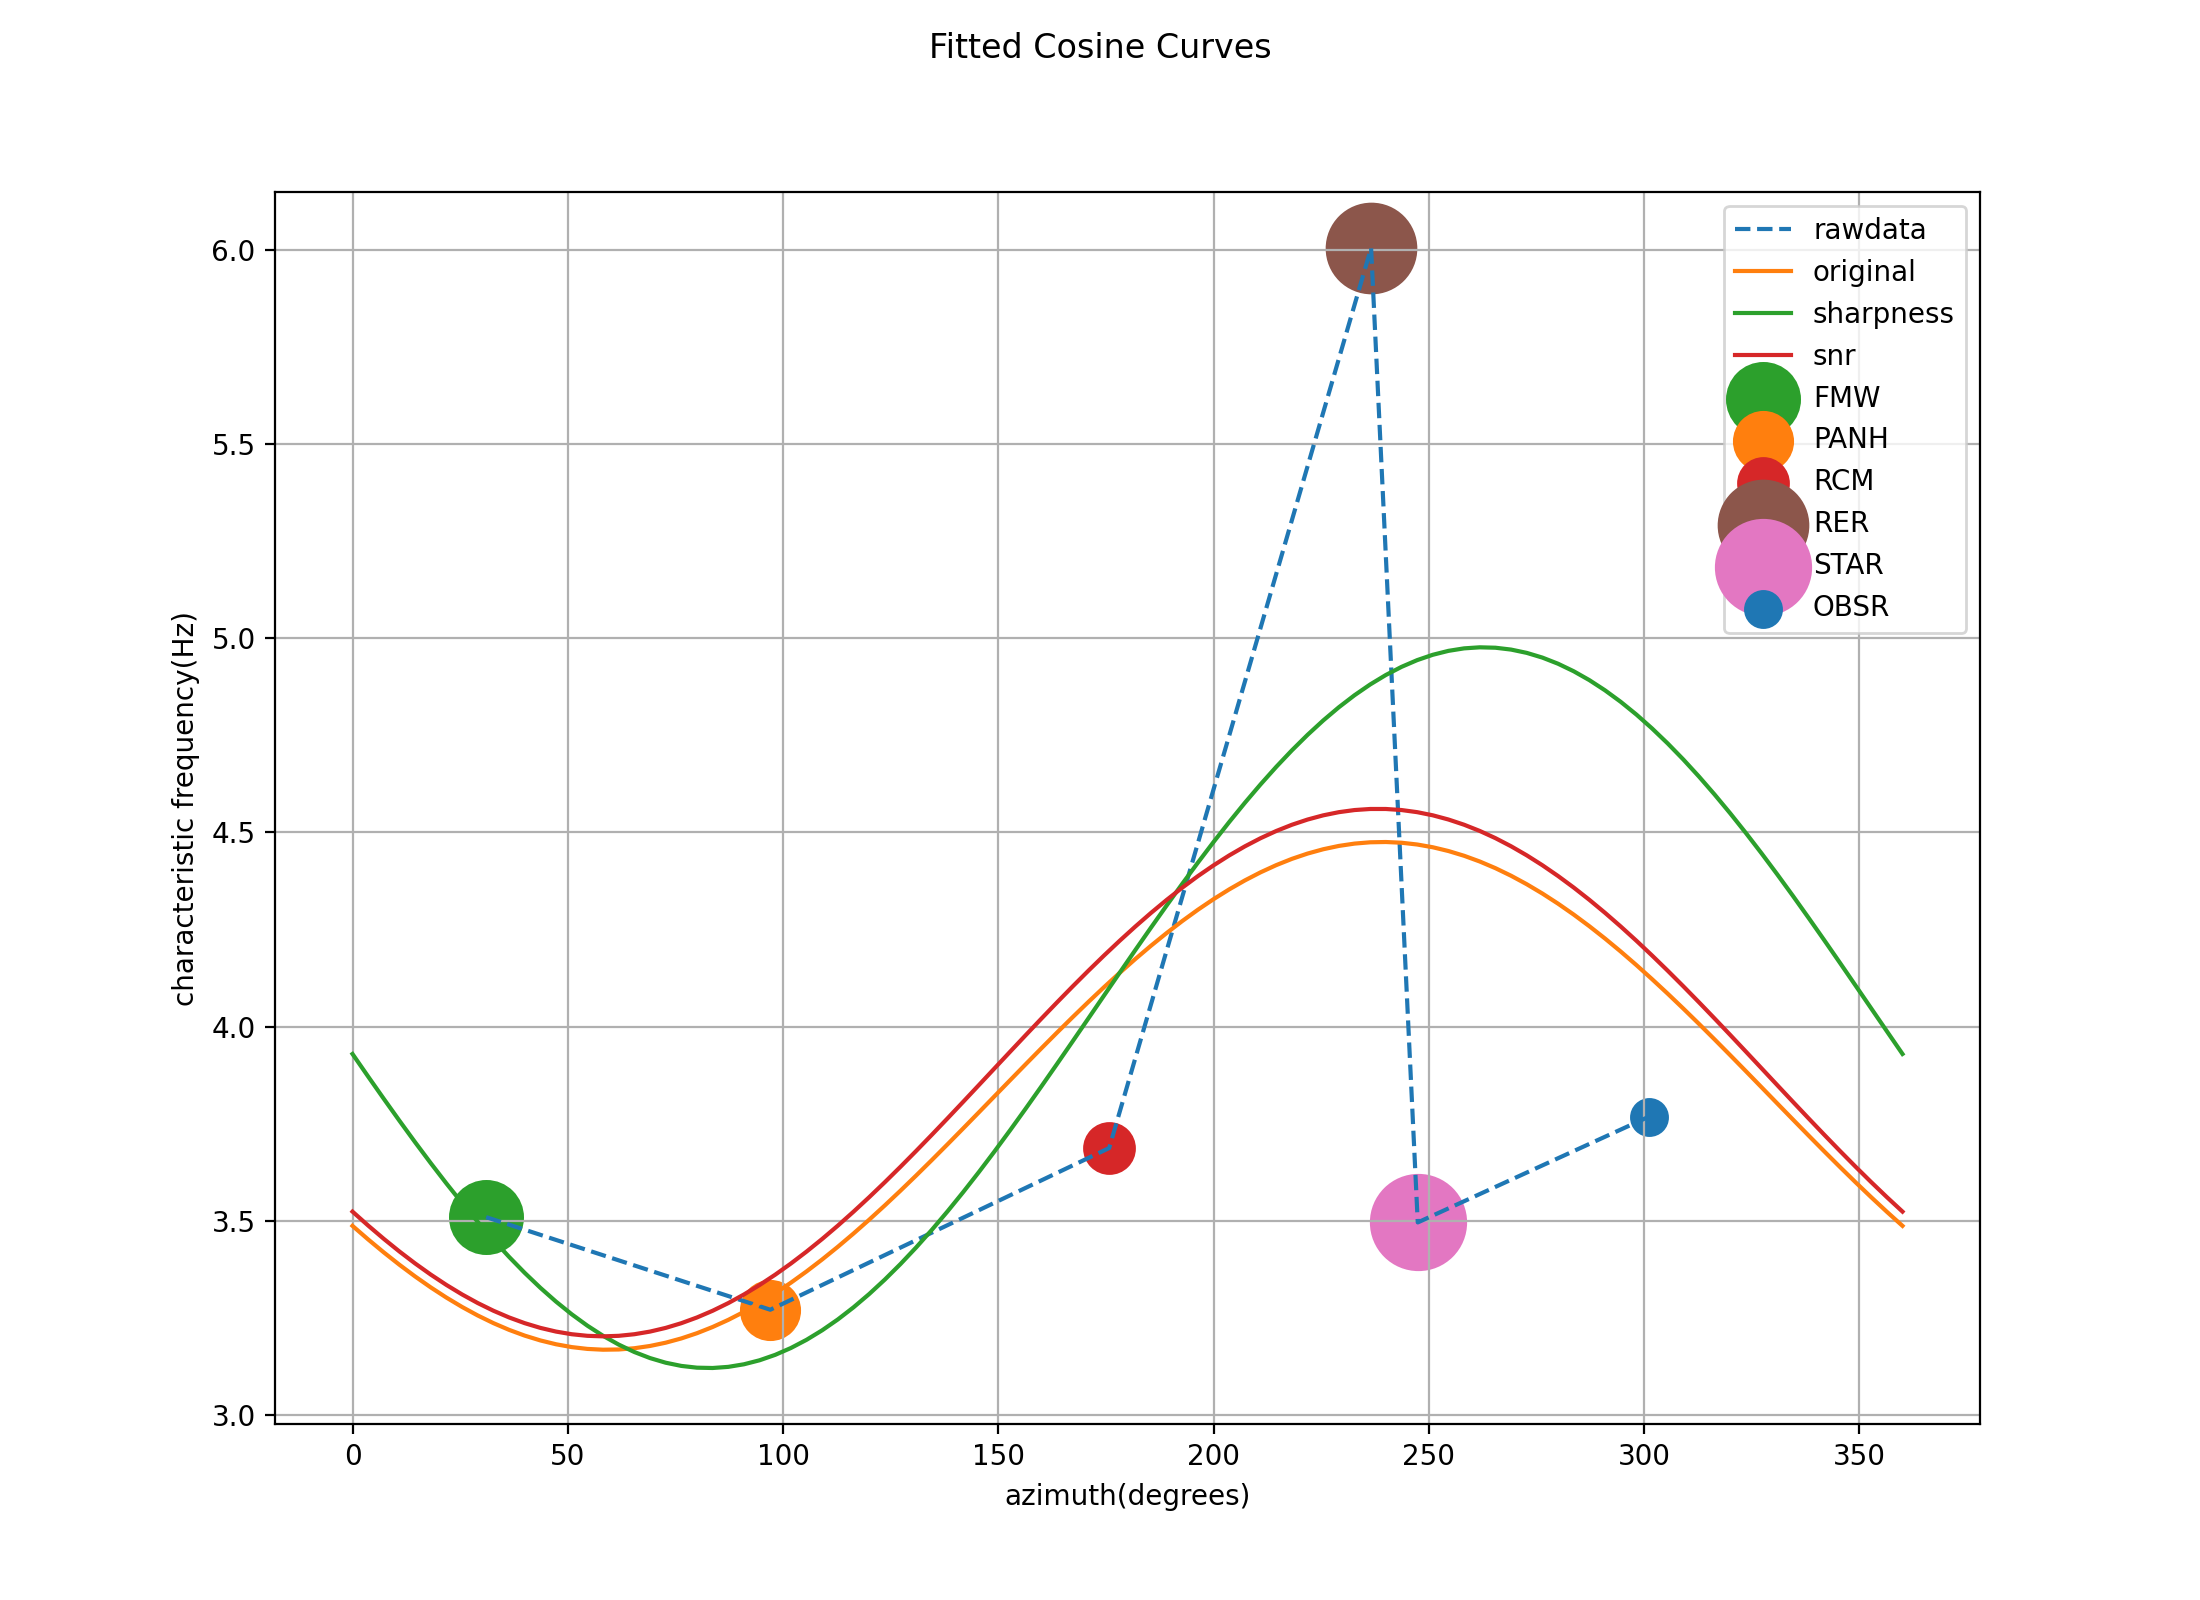 Fitted Cosine Curves
characteristic frequency(Hz)
6.0
5.5
5.0
4.5
4.0
3.5
3.0
rawdata
original
sharpness
snr
FMW
PANH
RCM
RER
STAR
OBSR
0 50 100 150 200 250 300 350
azimuth(degrees)